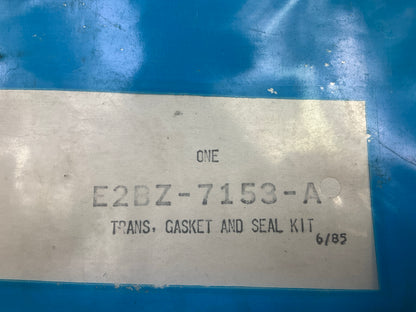 ONE
E2BZ-7153-A
TRANS, GASKET AND SEAL KIT
6/85